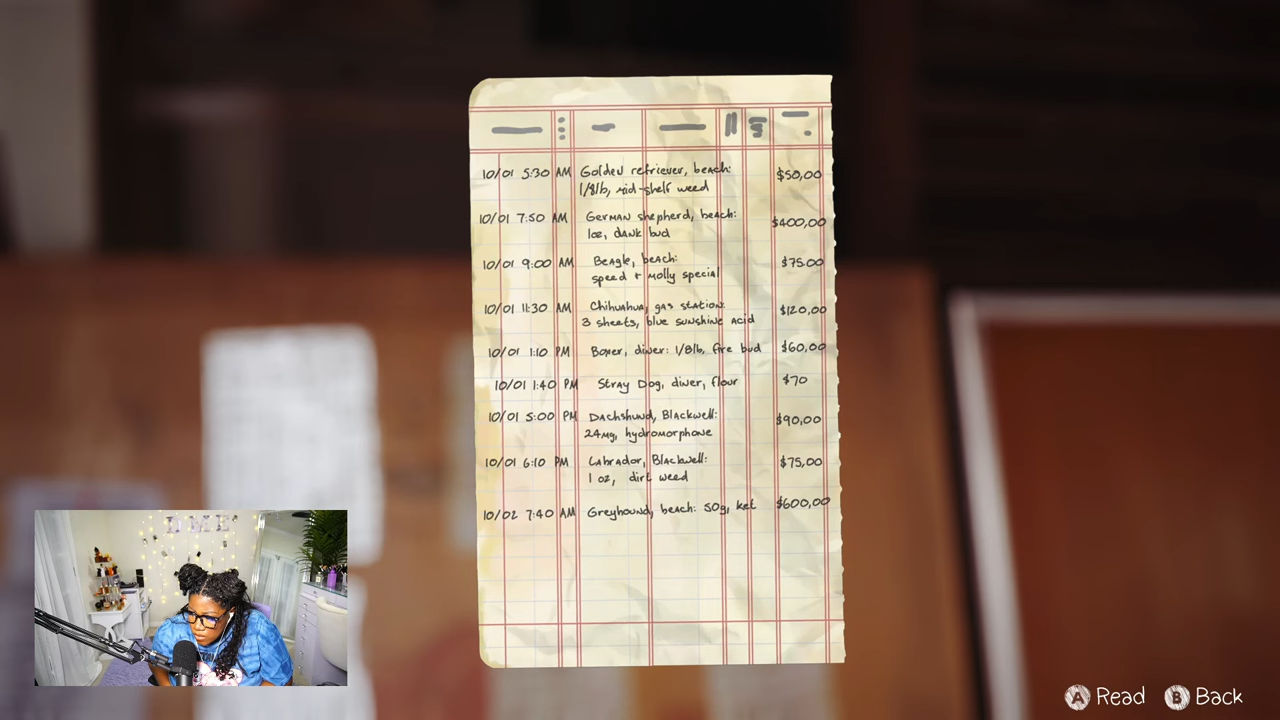 10/01 5:30 AM Golden retriever, beach: $50,00
1/8lb, mid-shelf weed
10/01 7:50 AM German shepherd, beach: $400,00
1oz, dank bud
10/01 9:00 AM Beagle, beach: $75.00
speed + molly special
10/01 11:30 AM Chihuahua, gas station: $120,00
3 sheets, blue sunshine acid
10/01 1:10 PM Boxer, diner: 1/8lb, fire bud $60,00
10/01 1:40 PM Stray Dog, diner, flour $70
10/01 5:00 PM Dachshund, Blackwell: $90,00
24mg, hydromorphone
10/01 6:10 PM Labrador, Blackwell: $75,00
1 oz, dirt weed
10/02 7:40 AM Greyhound, beach: 50g, ket $600,00
A Read B Back